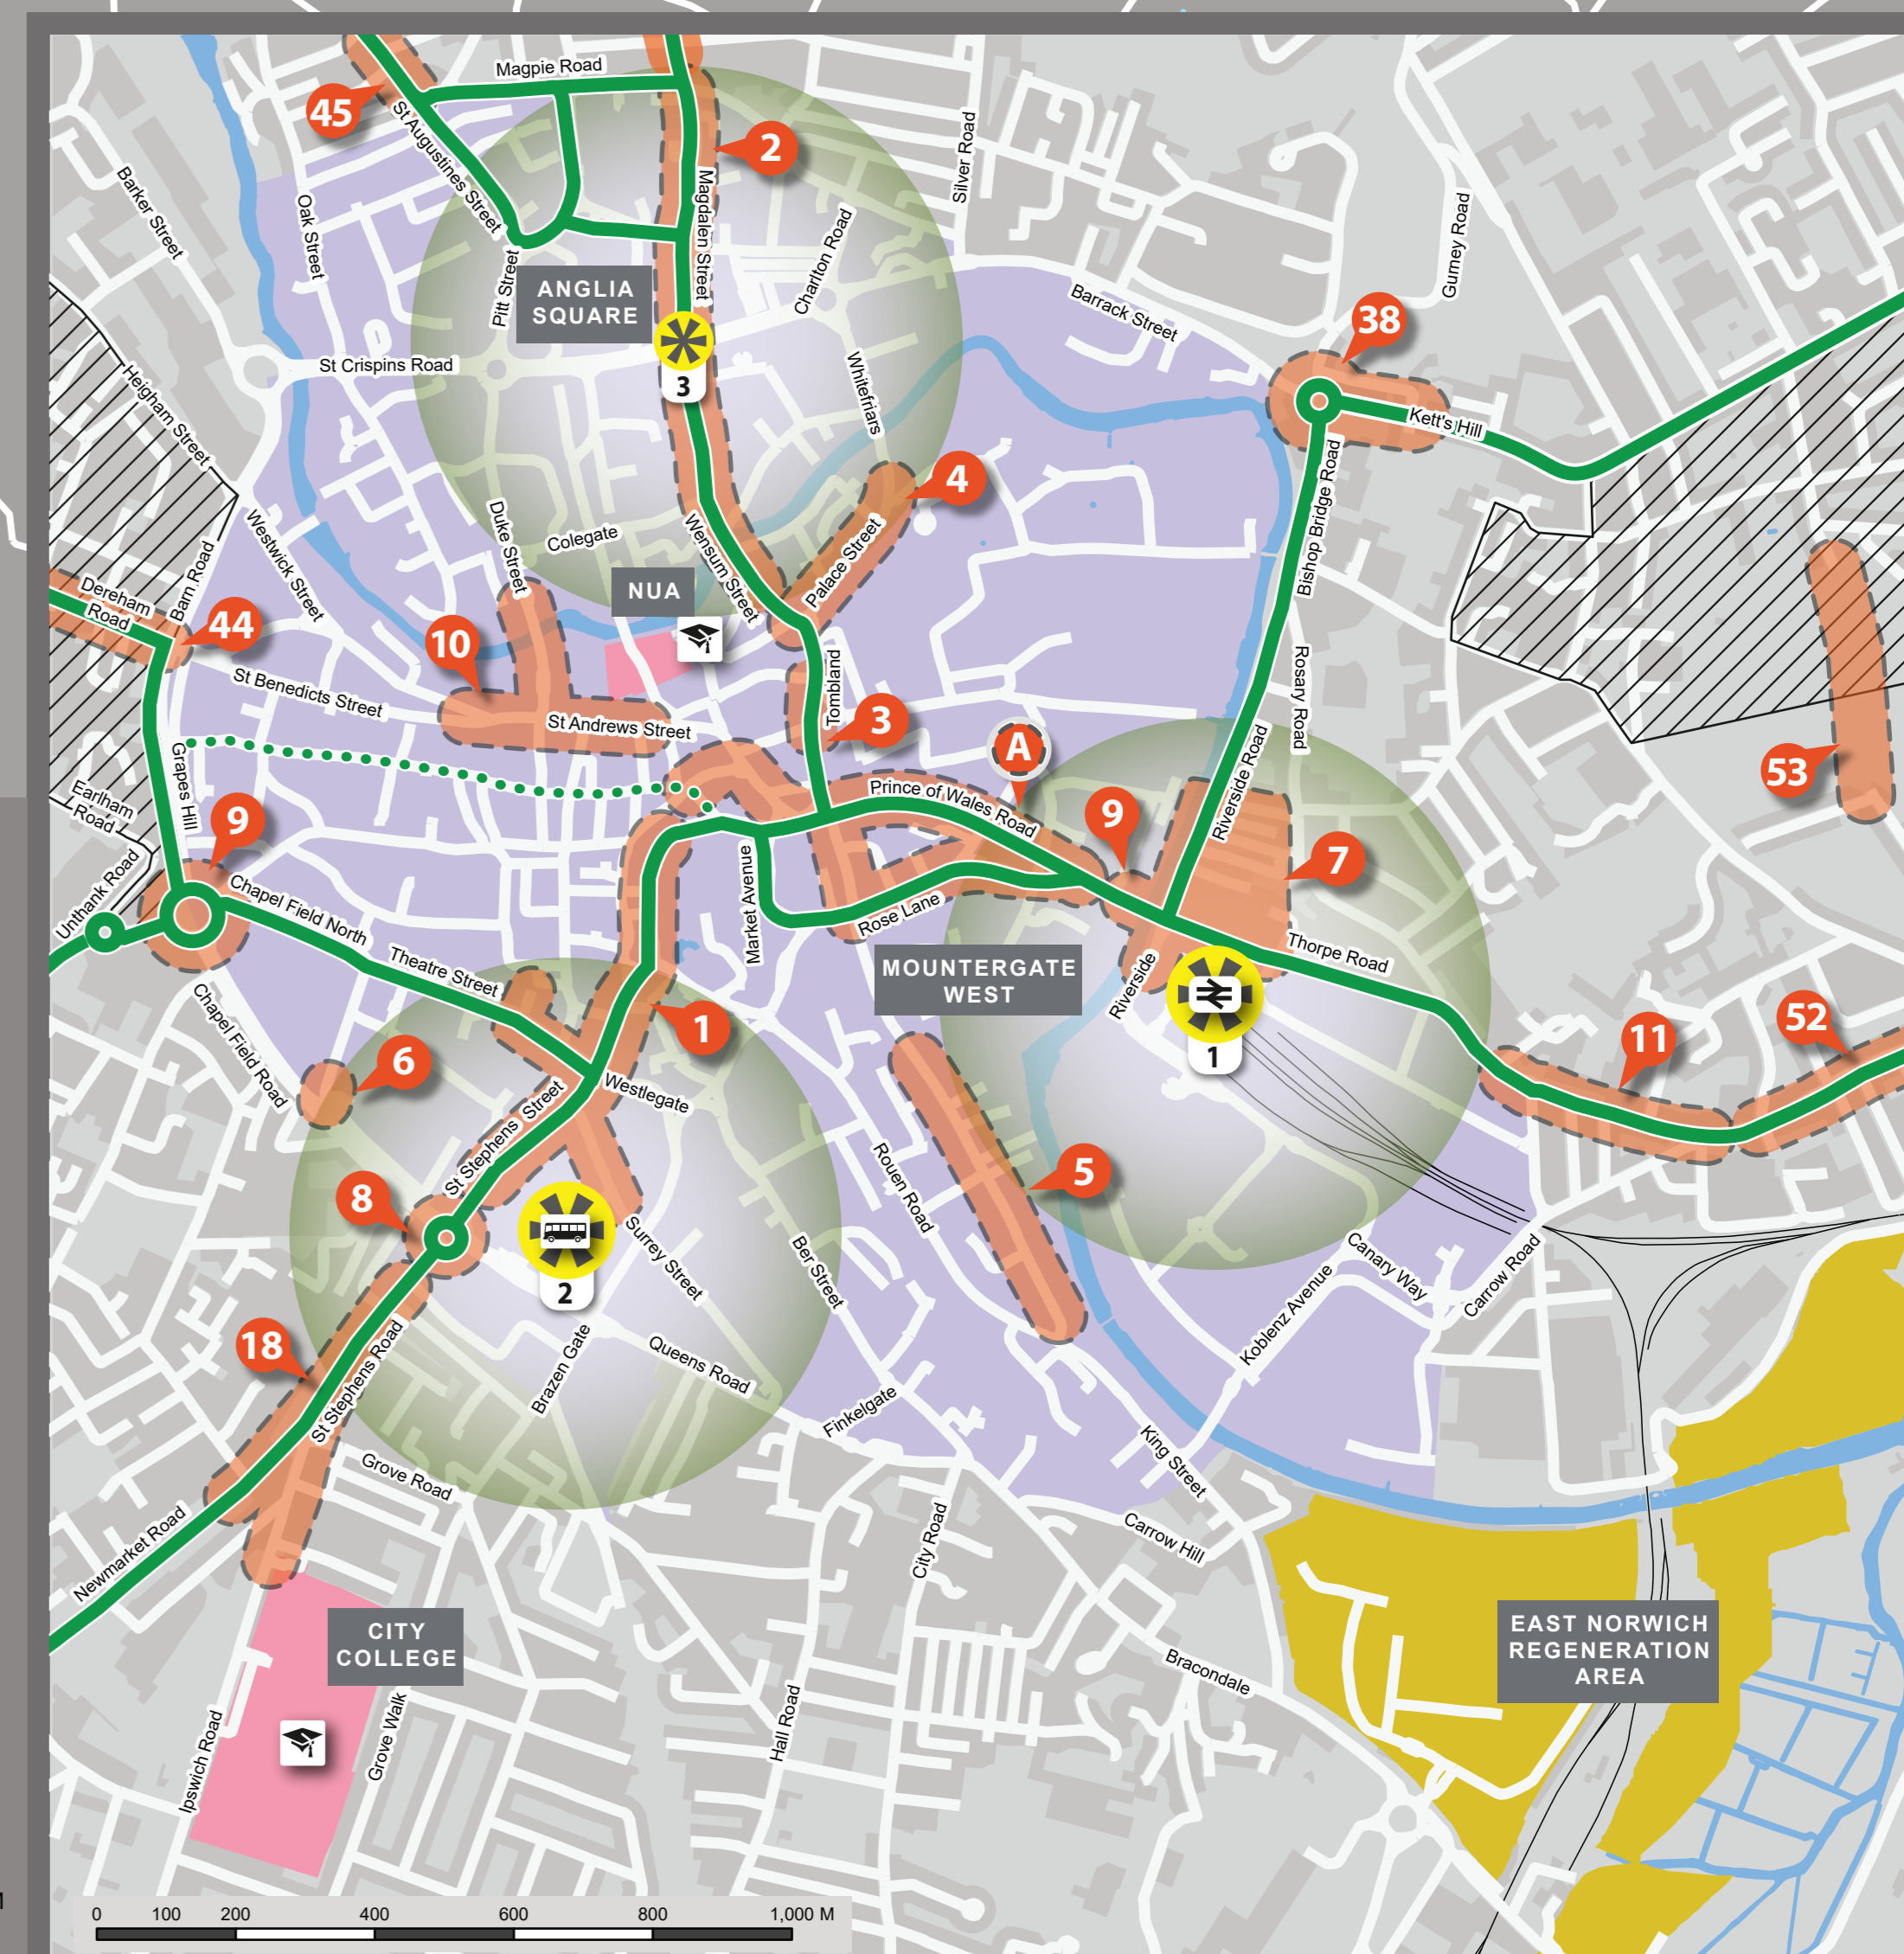 Magpie Road
45
2
St Augustines Street
Silver Road
Barker Street
Oak Street
Magdalen Street
Charlton Road
Gurney Road
Pitt Street
ANGLIA
SQUARE
Barrack Street
38
3
St Crispins Road
Whitefriars
Heigham Street
Kett's Hill
4
Bishop Bridge Road
Duke Street
Colegate
Wensum Street
Palace Street
Westwick Street
Barn Road
Dereham
Road
44
NUA
10
St Benedicts Street
St Andrews Street
Tombland
3
Rosary Road
A
53
Riverside Road
Grapes Hill
Earlham
Road
9
Prince of Wales Road
9
7
Unthank Road
Chapel Field North
Market Avenue
Rose Lane
Theatre Street
MOUNTERGATE
WEST
Thorpe Road
Riverside
1
Chapel Field Road
1
6
11
52
Westlegate
St Stephens Street
Rouen Road
5
8
2
Surrey Street
Ber Street
Canary Way
Carrow Road
Koblenz Avenue
18
St Stephens Road
Brazen Gate
Queens Road
Finkelgate
King Street
Grove Road
City Road
Carrow Hill
Newmarket Road
CITY
COLLEGE
EAST NORWICH
REGENERATION
AREA
Bracondale
Ipswich Road
Grove Walk
Hall Road
M
0 100 200 400 600 800 1,000 M